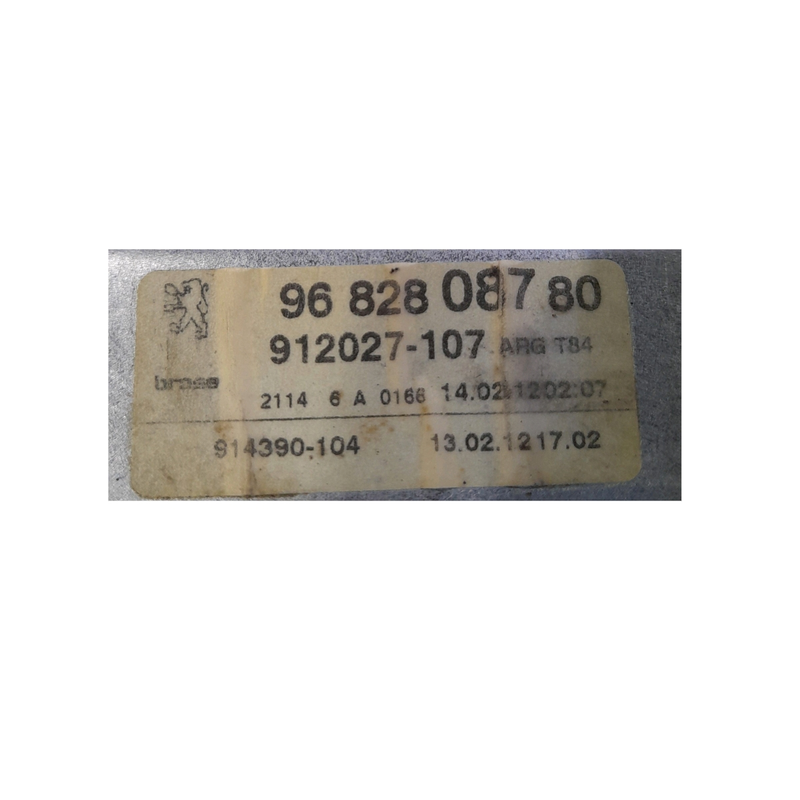 96 828 087 80
912027-107 ARG T84
brose
2114 6 A 0166 14.02.1202:07
914390-104 13.02.1217.02